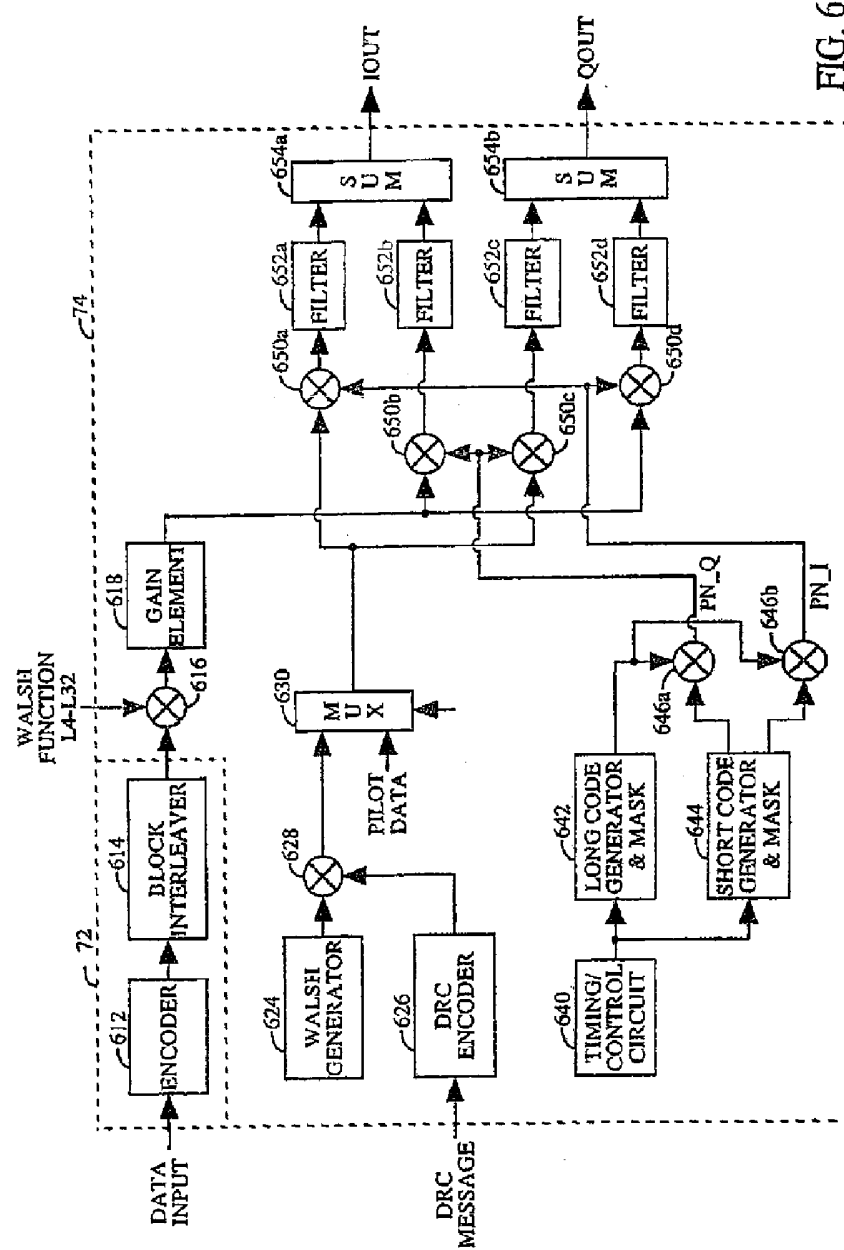 FIG. 6
74
72
WALSH
FUNCTION
L4-L32
DATA
INPUT
612
ENCODER
614
BLOCK
INTERLEAVER
616
618
GAIN
ELEMENT
624
WALSH
GENERATOR
628
626
DRC
ENCODER
DRC
MESSAGE
630
M
U
X
PILOT
DATA
640
TIMING/
CONTROL
CIRCUIT
642
LONG CODE
GENERATOR
& MASK
644
SHORT CODE
GENERATOR
& MASK
646a
PN_Q
646b
PN_I
650a
650b
650c
650d
652a
FILTER
652b
FILTER
652c
FILTER
652d
FILTER
654a
S
U
M
IOUT
654b
S
U
M
QOUT